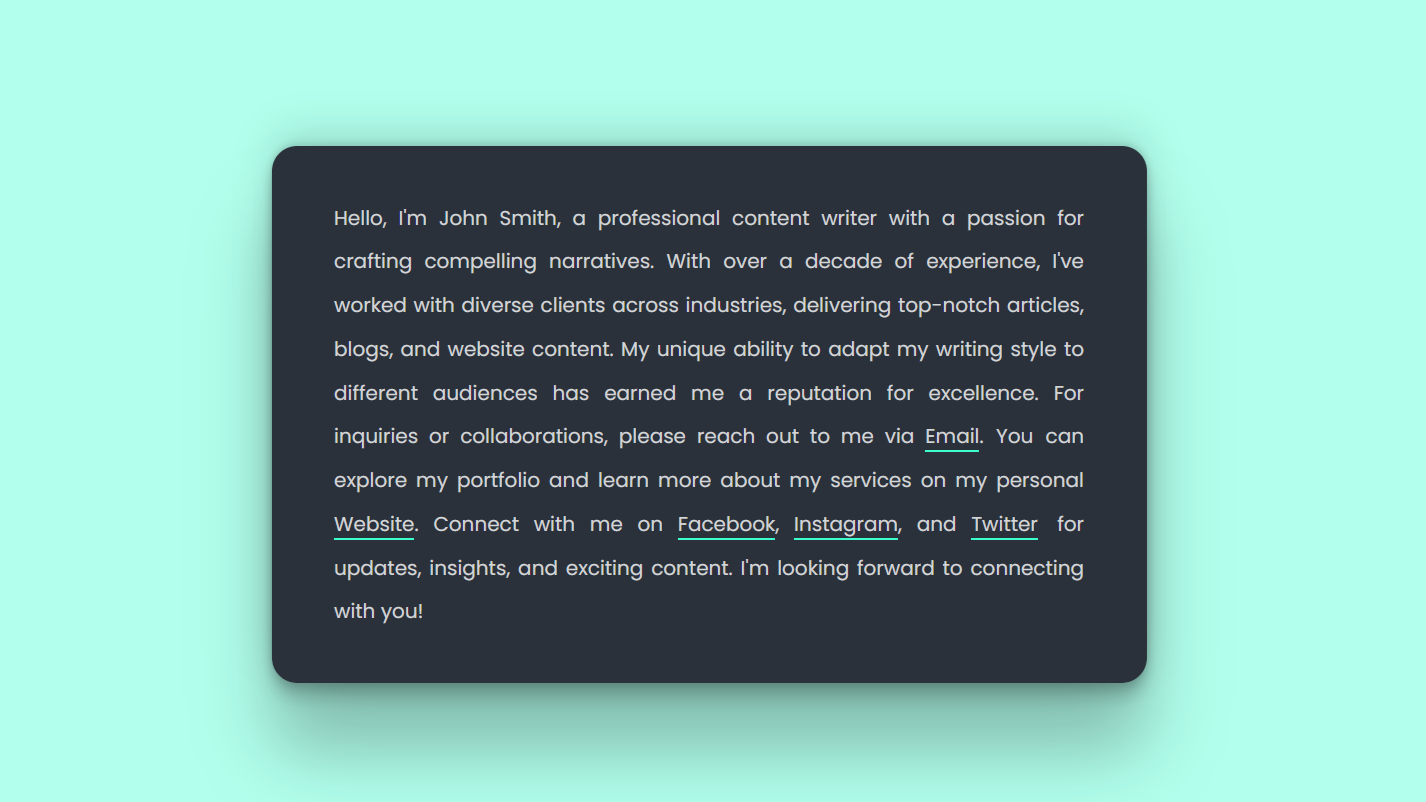 Hello, I'm John Smith, a professional content writer with a passion for
crafting compelling narratives. With over a decade of experience, I've
worked with diverse clients across industries, delivering top-notch articles,
blogs, and website content. My unique ability to adapt my writing style to
different audiences has earned me a reputation for excellence. For
inquiries or collaborations, please reach out to me via Email. You can
explore my portfolio and learn more about my services on my personal
Website. Connect with me on Facebook, Instagram, and Twitter for
updates, insights, and exciting content. I'm looking forward to connecting
with you!